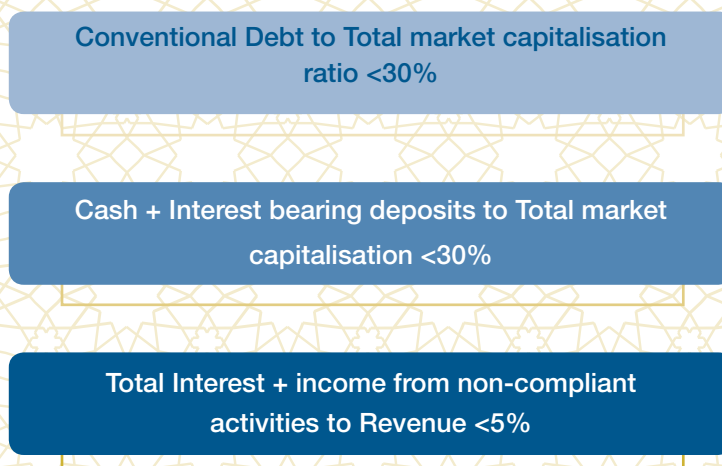 Conventional Debt to Total market capitalisation
ratio <30%
Cash + Interest bearing deposits to Total market
capitalisation <30%
Total Interest + income from non-compliant
activities to Revenue <5%